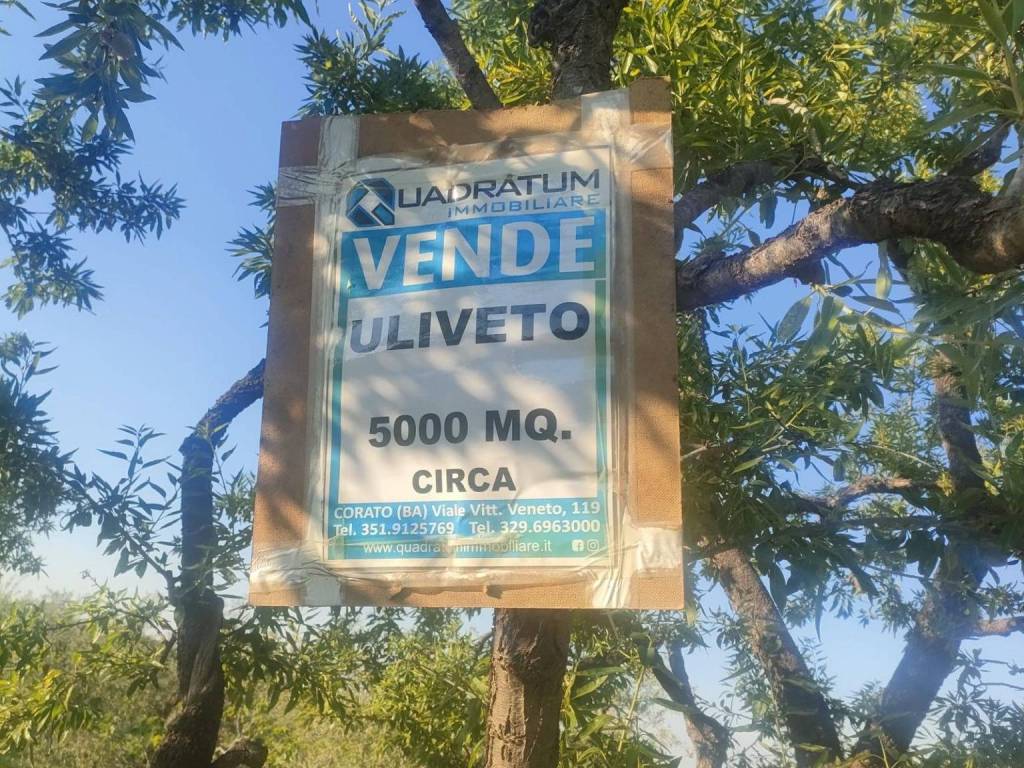 QUADRATUM
IMMOBILIARE
VENDE
ULIVETO
5000 MQ.
CIRCA
CORATO (BA) Viale Vitt. Veneto, 119
Tel. 351.9125769 Tel. 329.6963000
www.quadratumimmobiliare.it